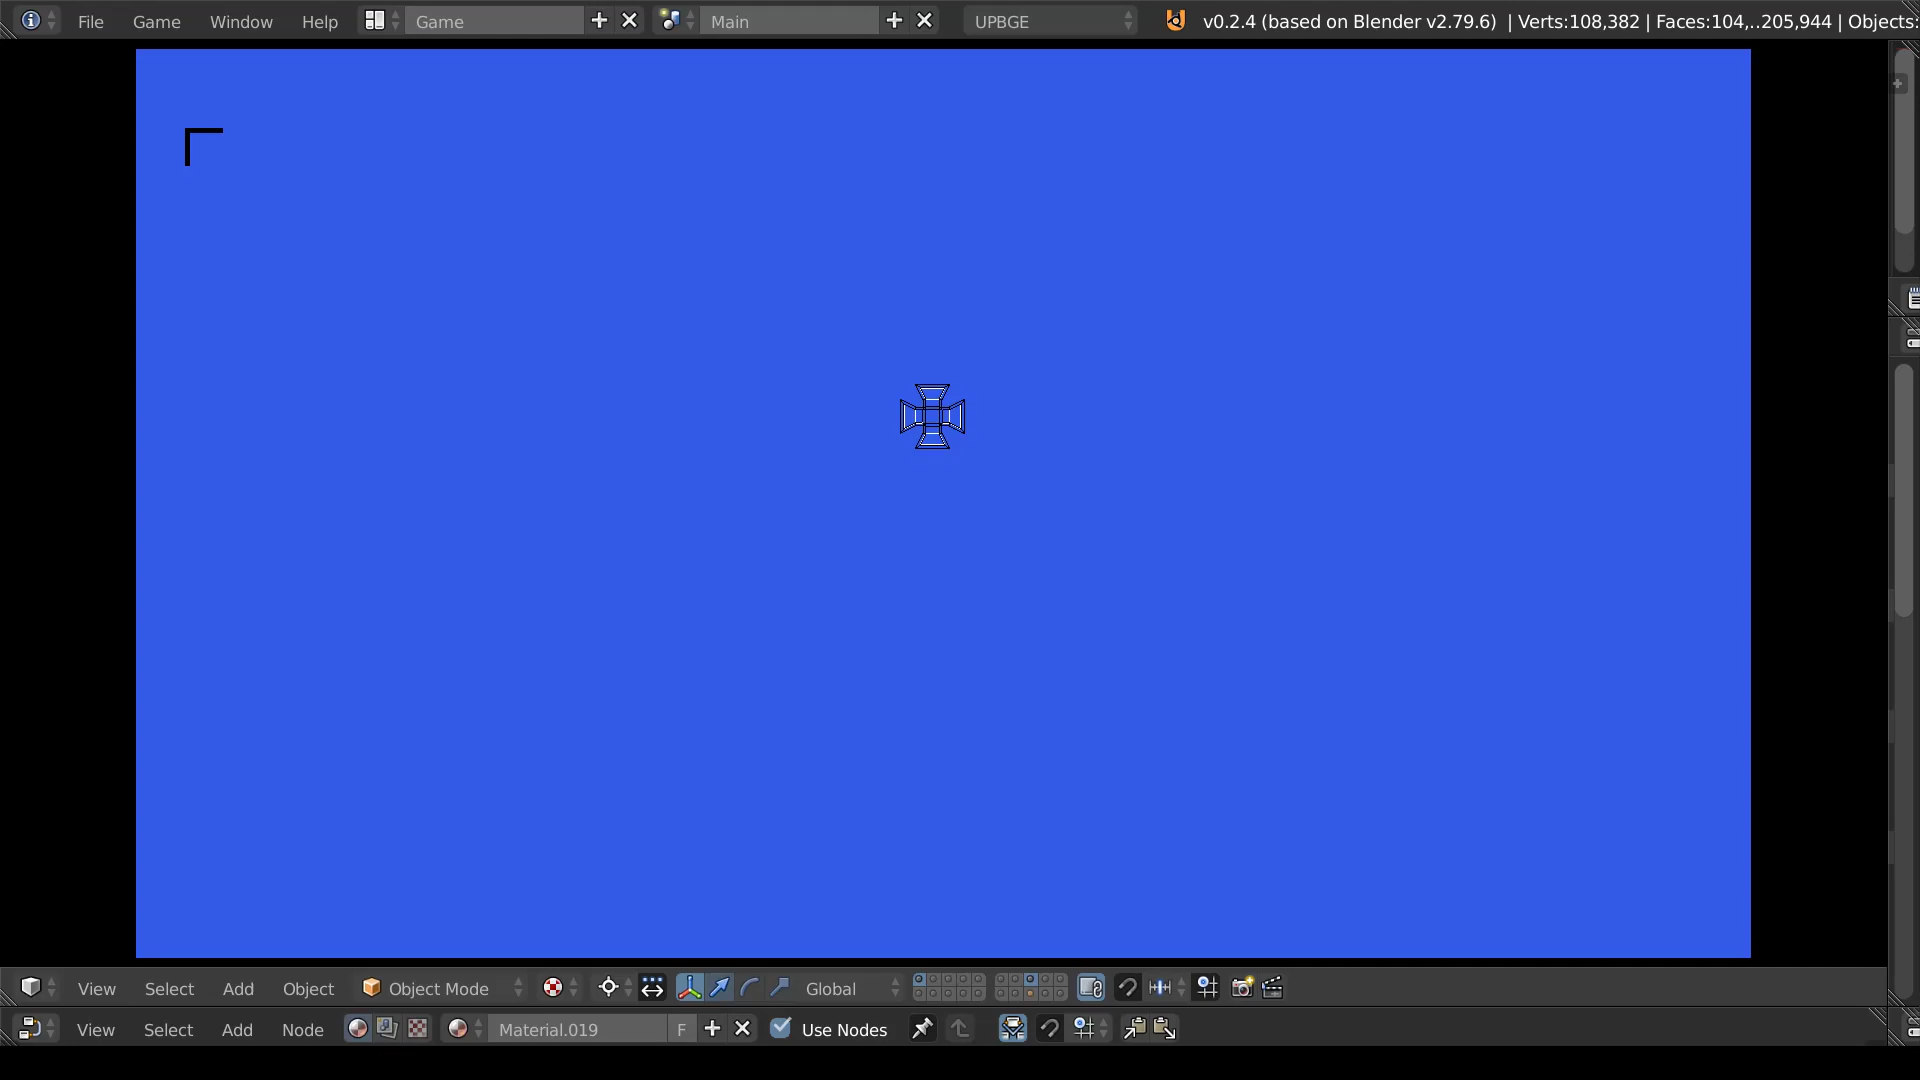 File Game Window Help Game Main UPBGE v0.2.4 (based on Blender v2.79.6) | Verts:108,382 | Faces:104,..205,944 | Objects:
View Select Add Object Object Mode Global
View Select Add Node Material.019 F Use Nodes